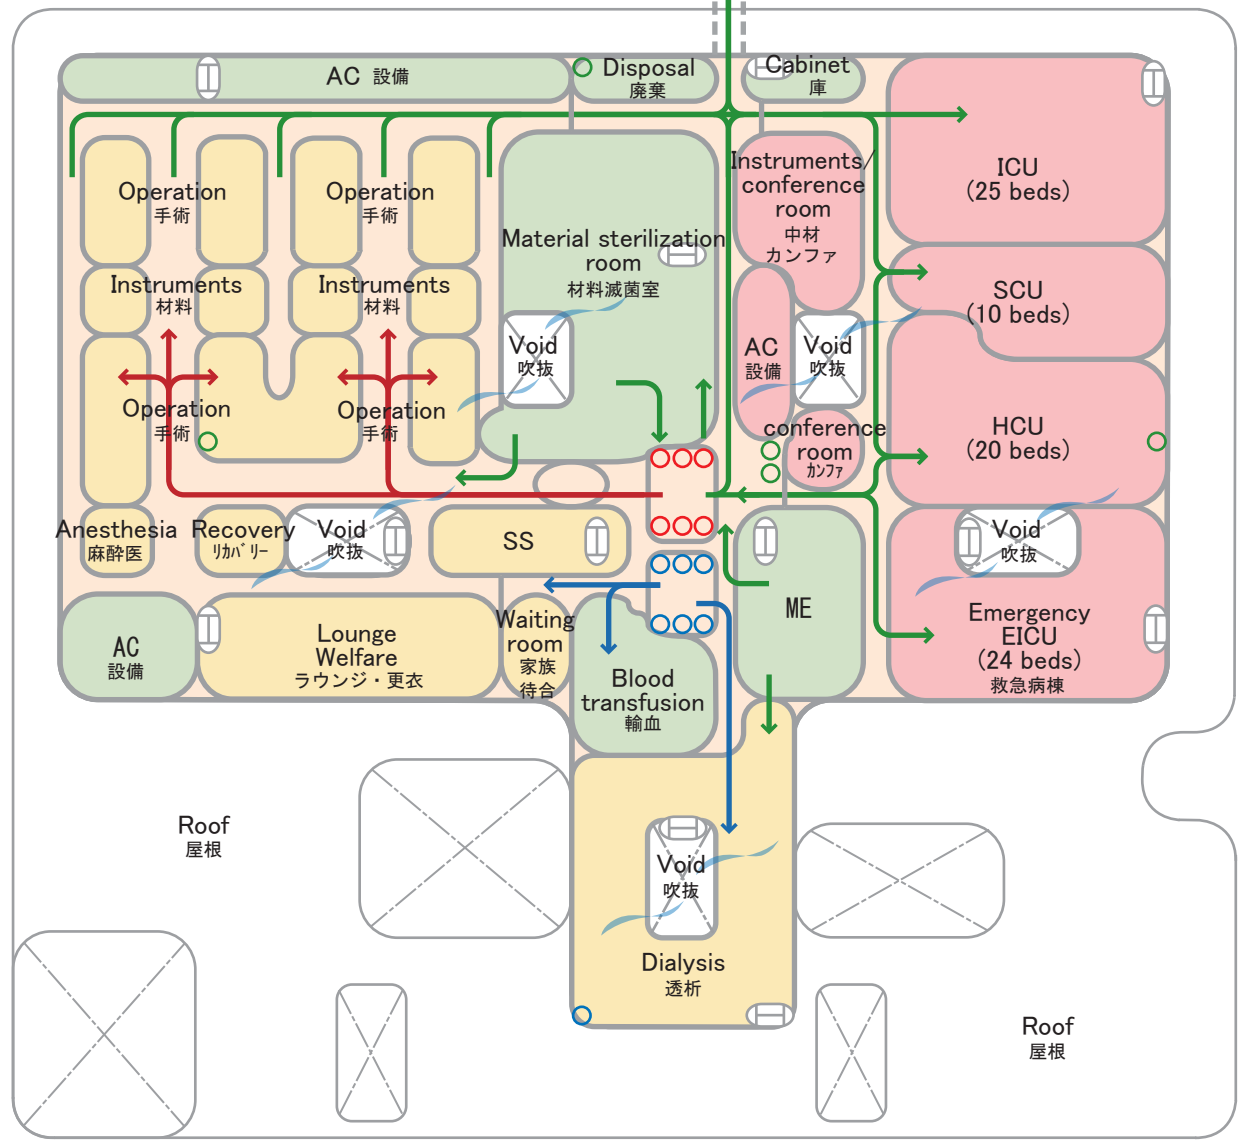 AC 設備
Disposal
廃棄
Cabinet
庫
Operation
手術
Operation
手術
Instruments/
conference
room
中材
カンファ
ICU
(25 beds)
Material sterilization
room
材料滅菌室
Instruments
材料
Instruments
材料
SCU
(10 beds)
Void
吹抜
AC
設備
Void
吹抜
Operation
手術
Operation
手術
conference
room
カンファ
HCU
(20 beds)
Anesthesia
麻酔医
Recovery
リカバリー
Void
吹抜
SS
Void
吹抜
ME
AC
設備
Lounge
Welfare
ラウンジ・更衣
Waiting
room
家族
待合
Blood
transfusion
輸血
Emergency
EICU
(24 beds)
救急病棟
Roof
屋根
Void
吹抜
Dialysis
透析
Roof
屋根